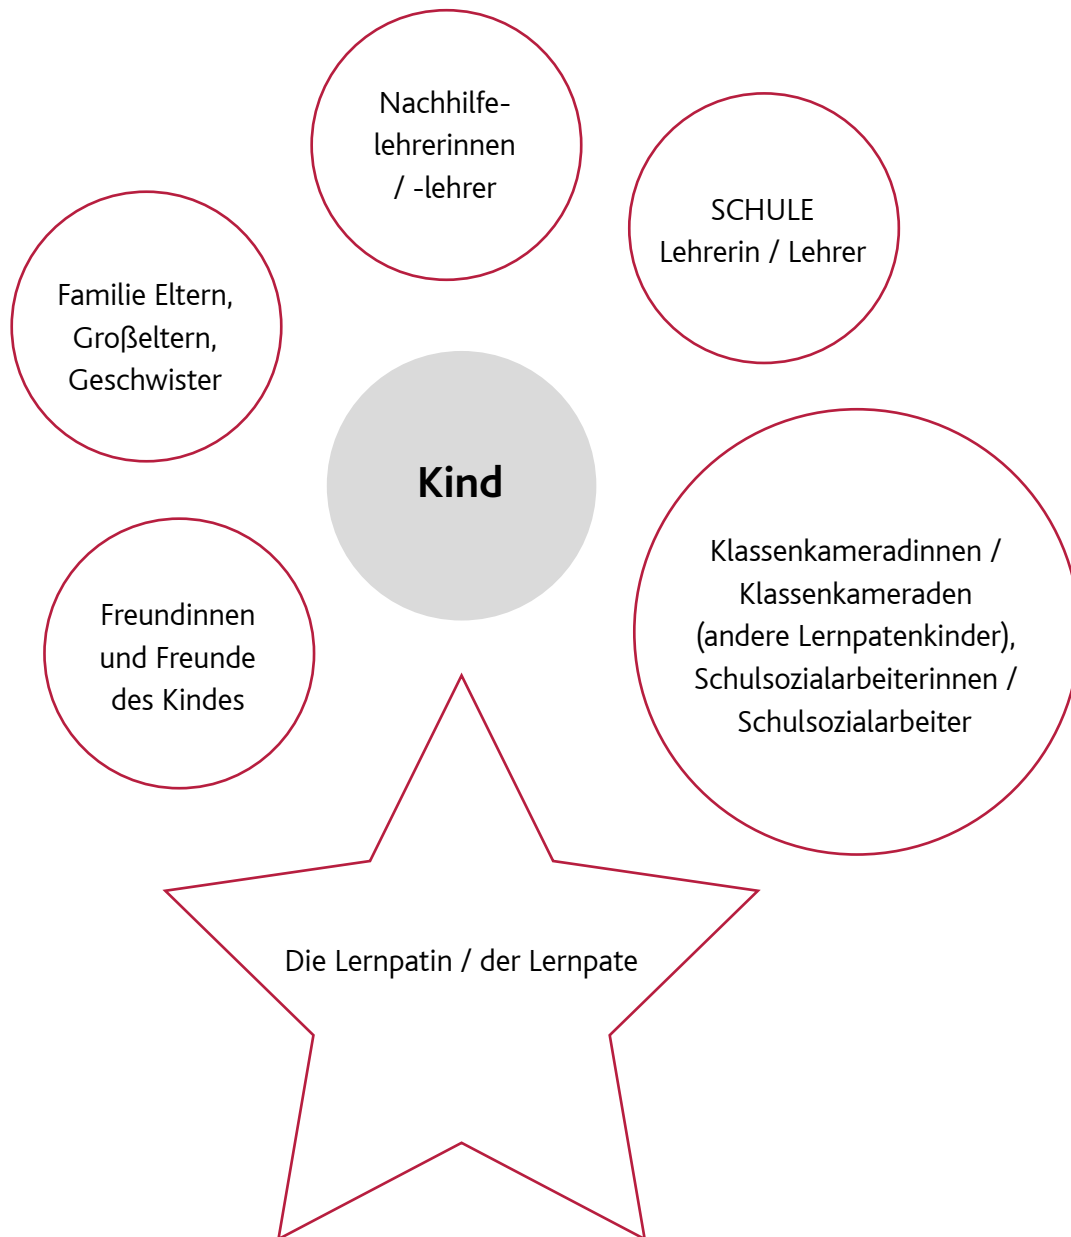 Nachhilfe-
lehrerinnen
/ -lehrer
SCHULE
Lehrerin / Lehrer
Familie Eltern,
Großeltern,
Geschwister
Kind
Klassenkameradinnen /
Klassenkameraden
(andere Lernpatenkinder),
Schulsozialarbeiterinnen /
Schulsozialarbeiter
Freundinnen
und Freunde
des Kindes
Die Lernpatin / der Lernpate